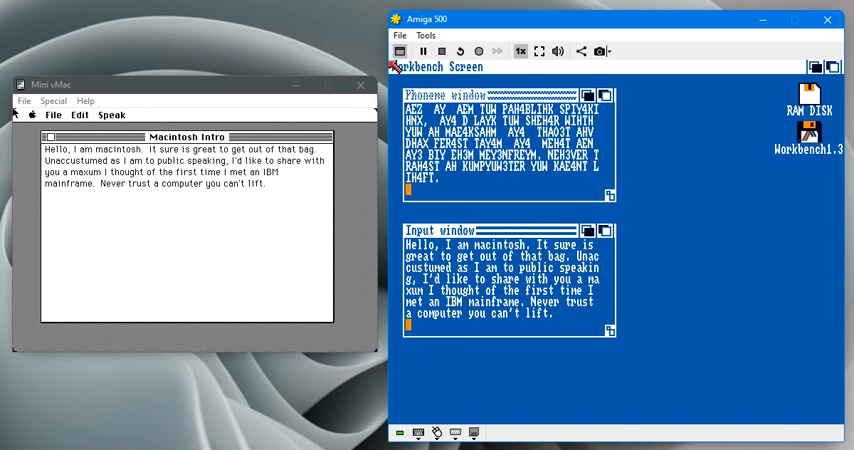 Mini vMac
File Special Help
File Edit Speak
Macintosh Intro
Hello, I am macintosh. It sure is great to get out of that bag.
Unaccustumed as I am to public speaking, I'd like to share with
you a maxum I thought of the first time I met an IBM
mainframe. Never trust a computer you can't lift.
Amiga 500
File Tools
1x
orkbench Screen
Phoneme window
AEZ AY AEM TUW PAH4BLIHK SPIY4KI
HNX, AY4 D LAYK TUW SHEH4R WIHTH
YUW AH MAE4KSAHM AY4 THAO3T AHV
DHAX FER4ST TAY4M AY4 MEH4T AEN
AY3 BIY EH3M MEY3NFREYM. NEH3VER T
RAH4ST AH KUMPYUW3TER YUW KAE4NT L
IH4FT.
Input window
Hello, I am macintosh. It sure is
great to get out of that bag. Unac
custumed as I am to public speakin
g, I'd like to share with you a ma
xum I thought of the first time I
met an IBM mainframe. Never trust
a computer you can't lift.
RAM DISK
Workbench1.3